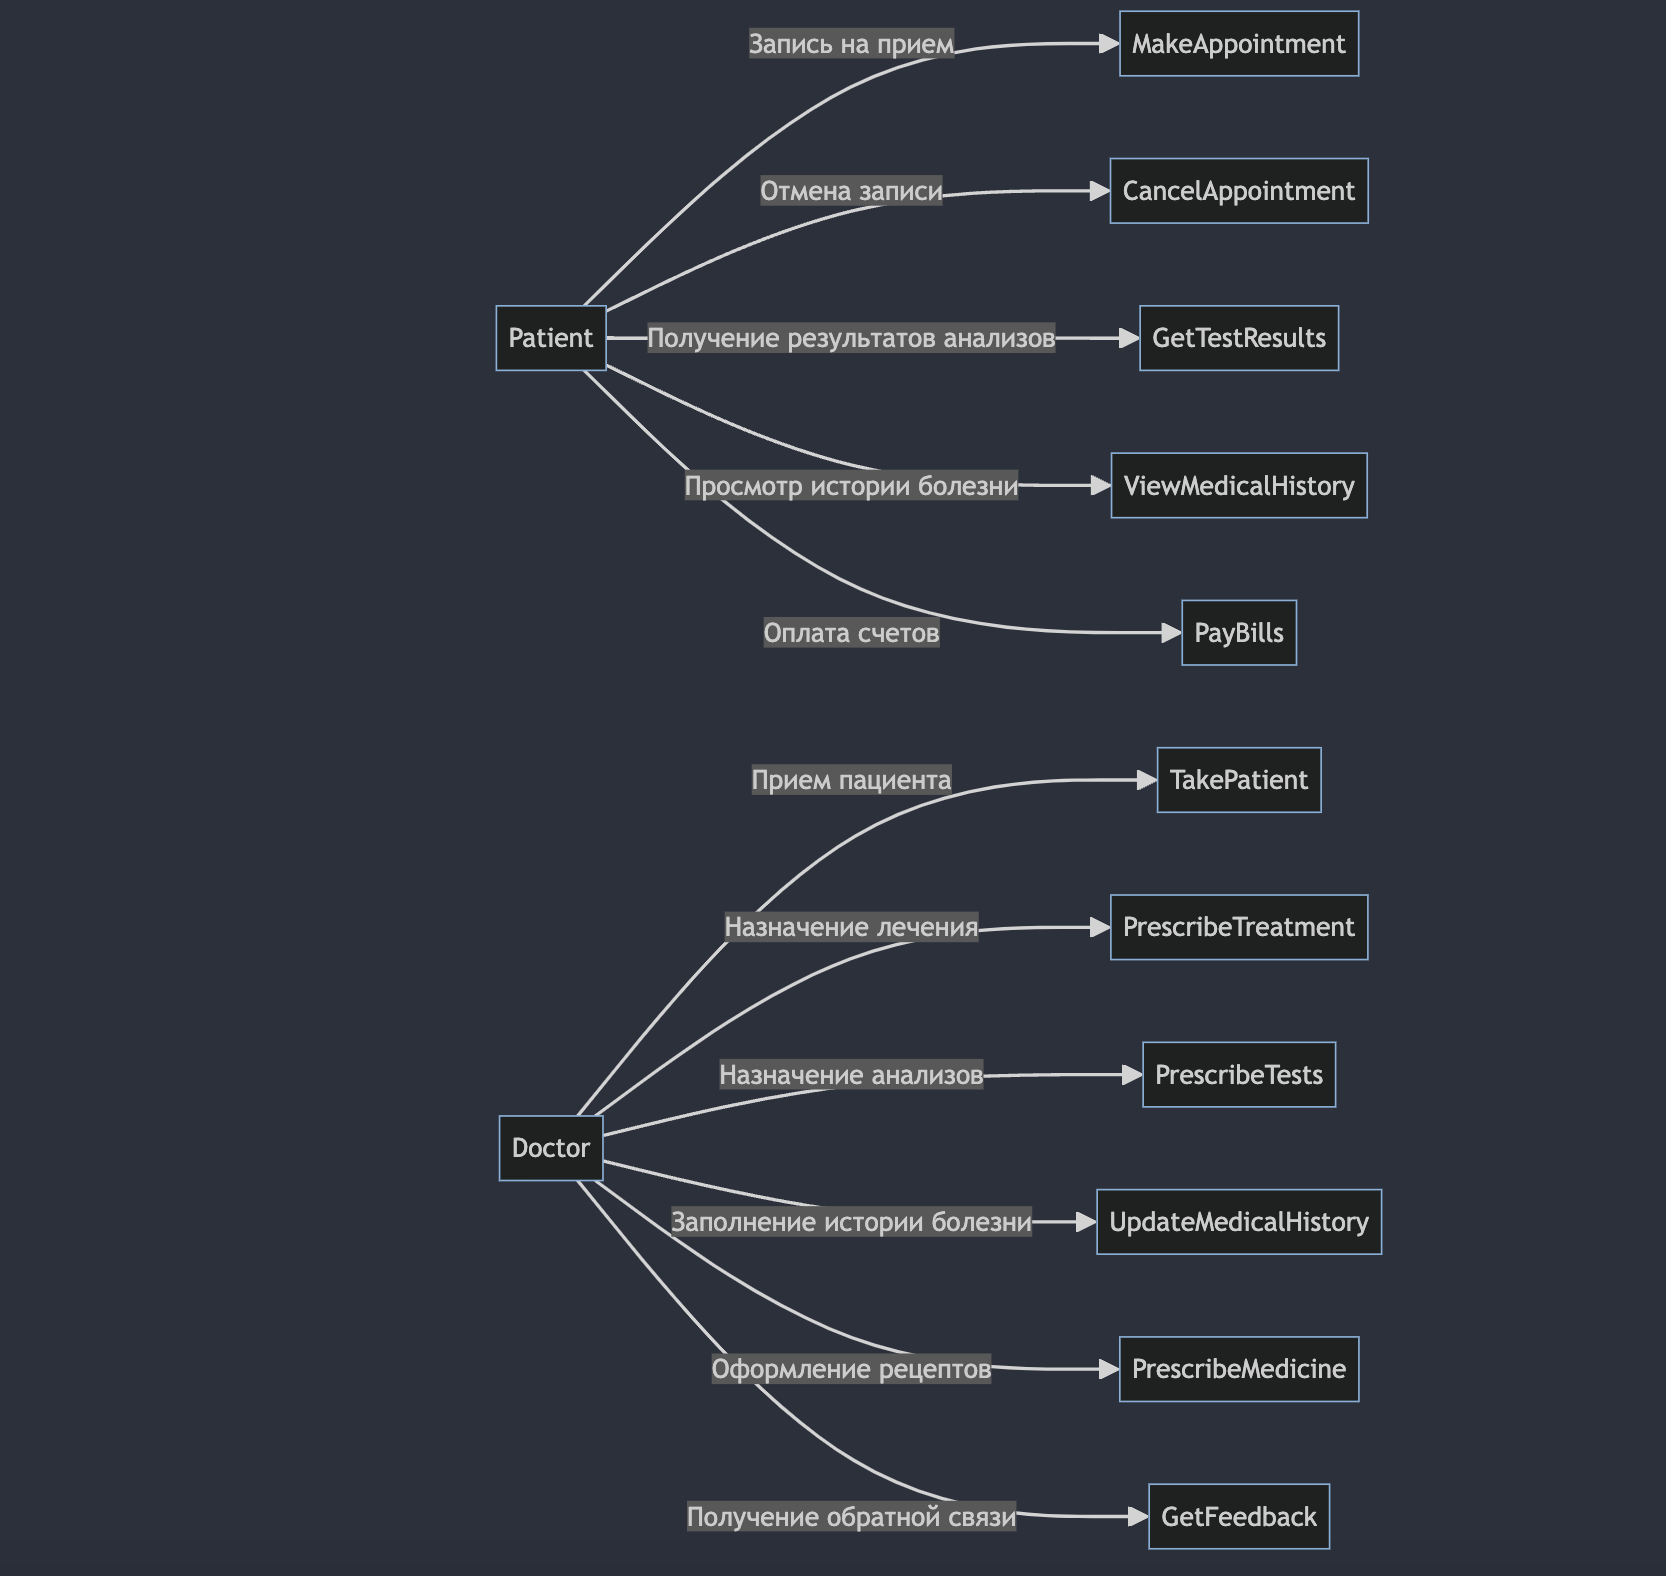 Запись на прием
MakeAppointment
Отмена записи
CancelAppointment
Patient
Получение результатов анализов
GetTestResults
Просмотр истории болезни
ViewMedicalHistory
Оплата счетов
PayBills
Прием пациента
TakePatient
Назначение лечения
PrescribeTreatment
Назначение анализов
PrescribeTests
Doctor
Заполнение истории болезни
UpdateMedicalHistory
Оформление рецептов
PrescribeMedicine
Получение обратной связи
GetFeedback